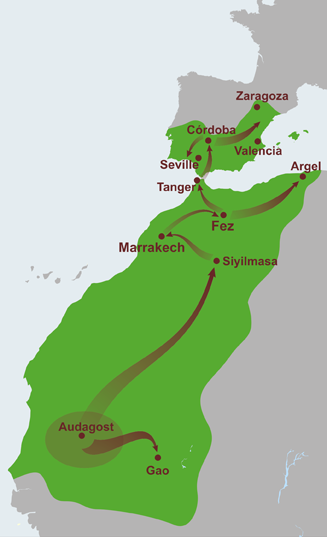 Zaragoza
Córdoba
Valencia
Seville
Argel
Tanger
Fez
Marrakech
Siyilmasa
Audagost
Gao